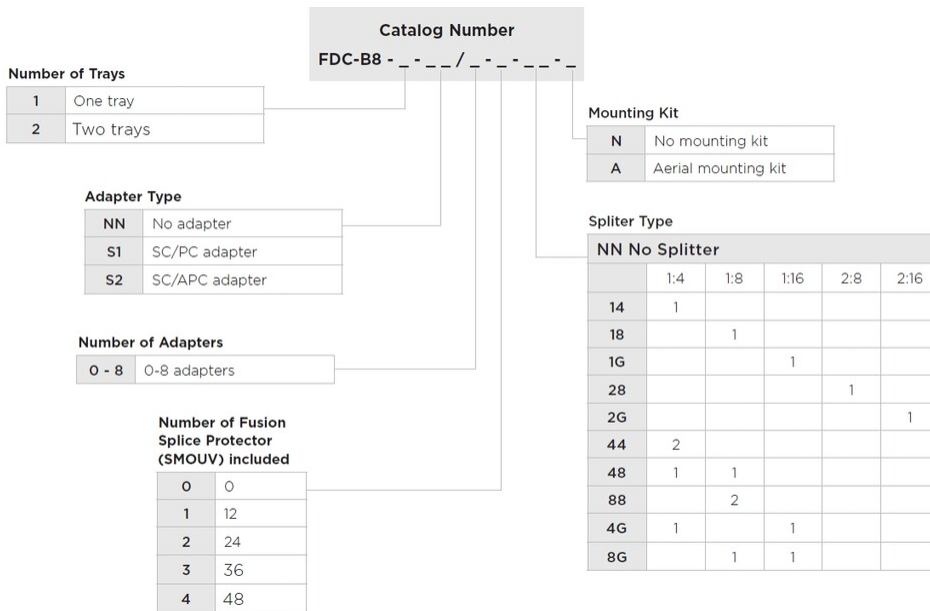 Catalog Number
FDC-B8 - _ - _ _ / _ - _ - _ _ - _
Number of Trays
1 One tray
2 Two trays
Adapter Type
NN No adapter
S1 SC/PC adapter
S2 SC/APC adapter
Number of Adapters
0 - 8 0-8 adapters
Number of Fusion
Splice Protector
(SMOUV) included
0 0
1 12
2 24
3 36
4 48
Mounting Kit
N No mounting kit
A Aerial mounting kit
Spliter Type
NN No Splitter
1:4 1:8 1:16 2:8 2:16
14 1
18 1
1G 1
28 1
2G 1
44 2
48 1 1
88 2
4G 1 1
8G 1 1